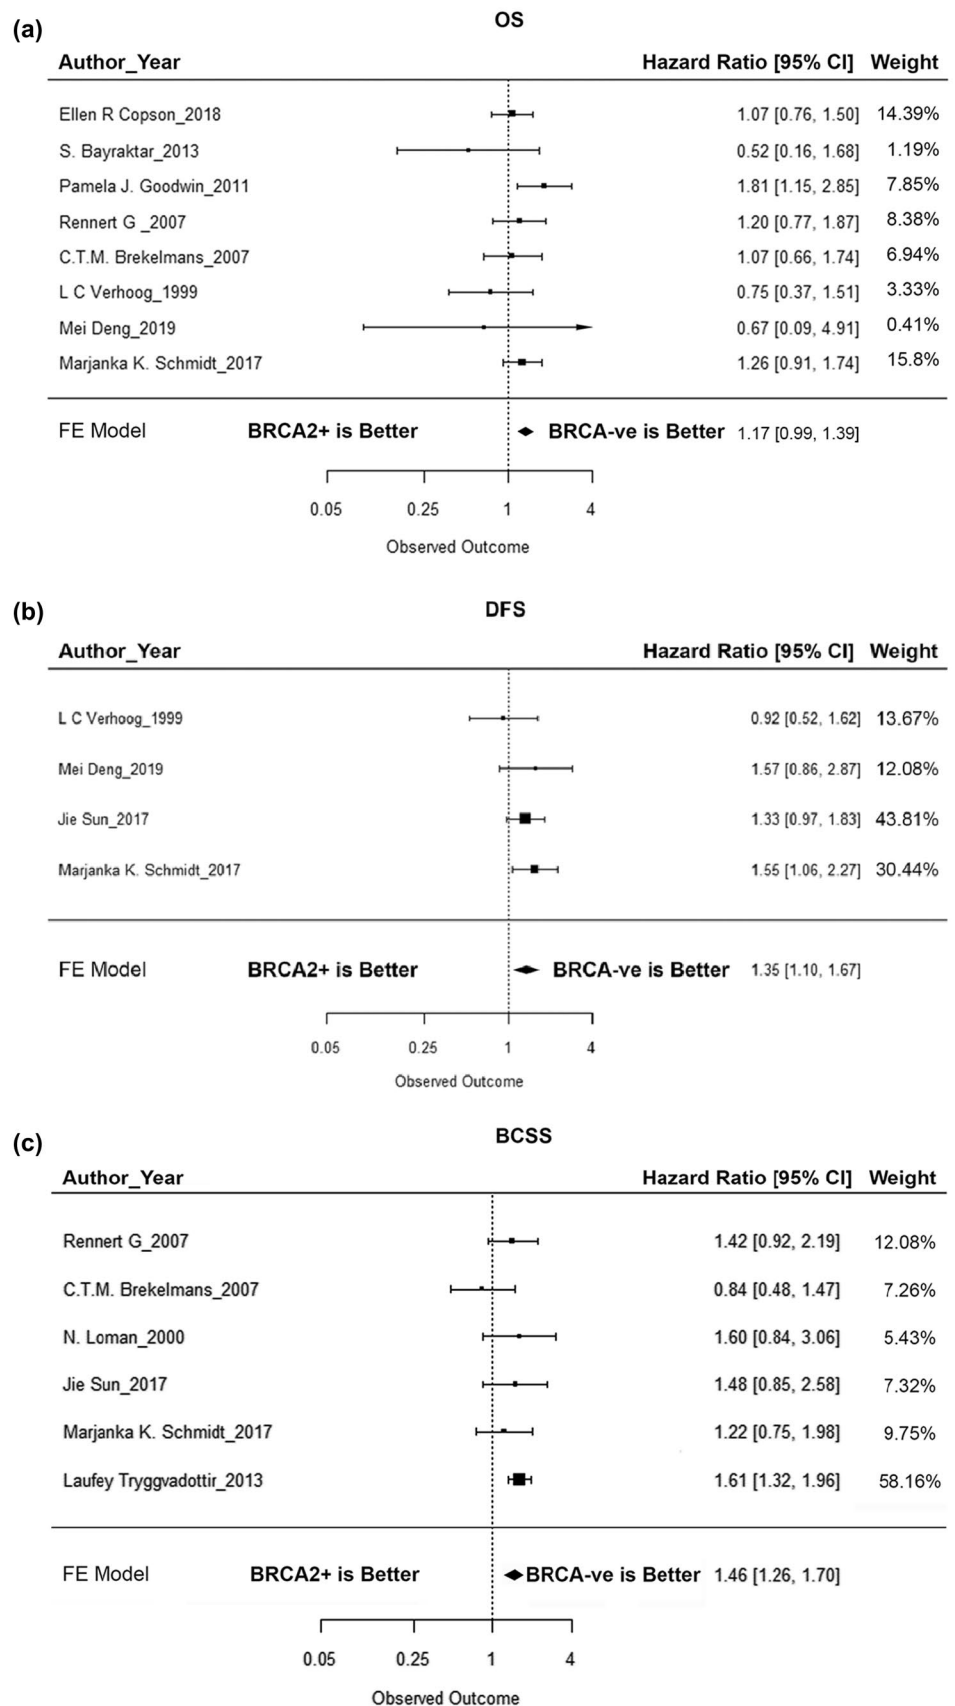 (a)
OS
Author_Year Hazard Ratio [95% CI] Weight
Ellen R Copson_2018 1.07 [0.76, 1.50] 14.39%
S. Bayraktar_2013 0.52 [0.16, 1.68] 1.19%
Pamela J. Goodwin_2011 1.81 [1.15, 2.85] 7.85%
Rennert G _2007 1.20 [0.77, 1.87] 8.38%
C.T.M. Brekelmans_2007 1.07 [0.66, 1.74] 6.94%
L C Verhoog_1999 0.75 [0.37, 1.51] 3.33%
Mei Deng_2019 0.67 [0.09, 4.91] 0.41%
Marjanka K. Schmidt_2017 1.26 [0.91, 1.74] 15.8%
FE Model BRCA2+ is Better BRCA-ve is Better 1.17 [0.99, 1.39]
0.05 0.25 1 4
Observed Outcome
(b)
DFS
Author_Year Hazard Ratio [95% CI] Weight
L C Verhoog_1999 0.92 [0.52, 1.62] 13.67%
Mei Deng_2019 1.57 [0.86, 2.87] 12.08%
Jie Sun_2017 1.33 [0.97, 1.83] 43.81%
Marjanka K. Schmidt_2017 1.55 [1.06, 2.27] 30.44%
FE Model BRCA2+ is Better BRCA-ve is Better 1.35 [1.10, 1.67]
0.05 0.25 1 4
Observed Outcome
(c)
BCSS
Author_Year Hazard Ratio [95% CI] Weight
Rennert G_2007 1.42 [0.92, 2.19] 12.08%
C.T.M. Brekelmans_2007 0.84 [0.48, 1.47] 7.26%
N. Loman_2000 1.60 [0.84, 3.06] 5.43%
Jie Sun_2017 1.48 [0.85, 2.58] 7.32%
Marjanka K. Schmidt_2017 1.22 [0.75, 1.98] 9.75%
Laufey Tryggvadottir_2013 1.61 [1.32, 1.96] 58.16%
FE Model BRCA2+ is Better BRCA-ve is Better 1.46 [1.26, 1.70]
0.05 0.25 1 4
Observed Outcome